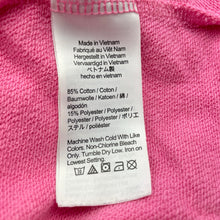 Made in Vietnam
Fabriqué au Việt Nam
Hergestellt in Vietnam
Vervaardigd in Vietnam
ベトナム製
hecho en vietnam
85% Cotton / Coton /
Baumwolle / Katoen / 綿 /
algodón
15% Polyester / Polyester /
Polyester / Polyester / ポリエ
ステル / poliéster
Machine Wash Cold With Like
Colors: Non-Chlorine Bleach
Only: Tumble Dry Low. Iron on
Lowest Setting.